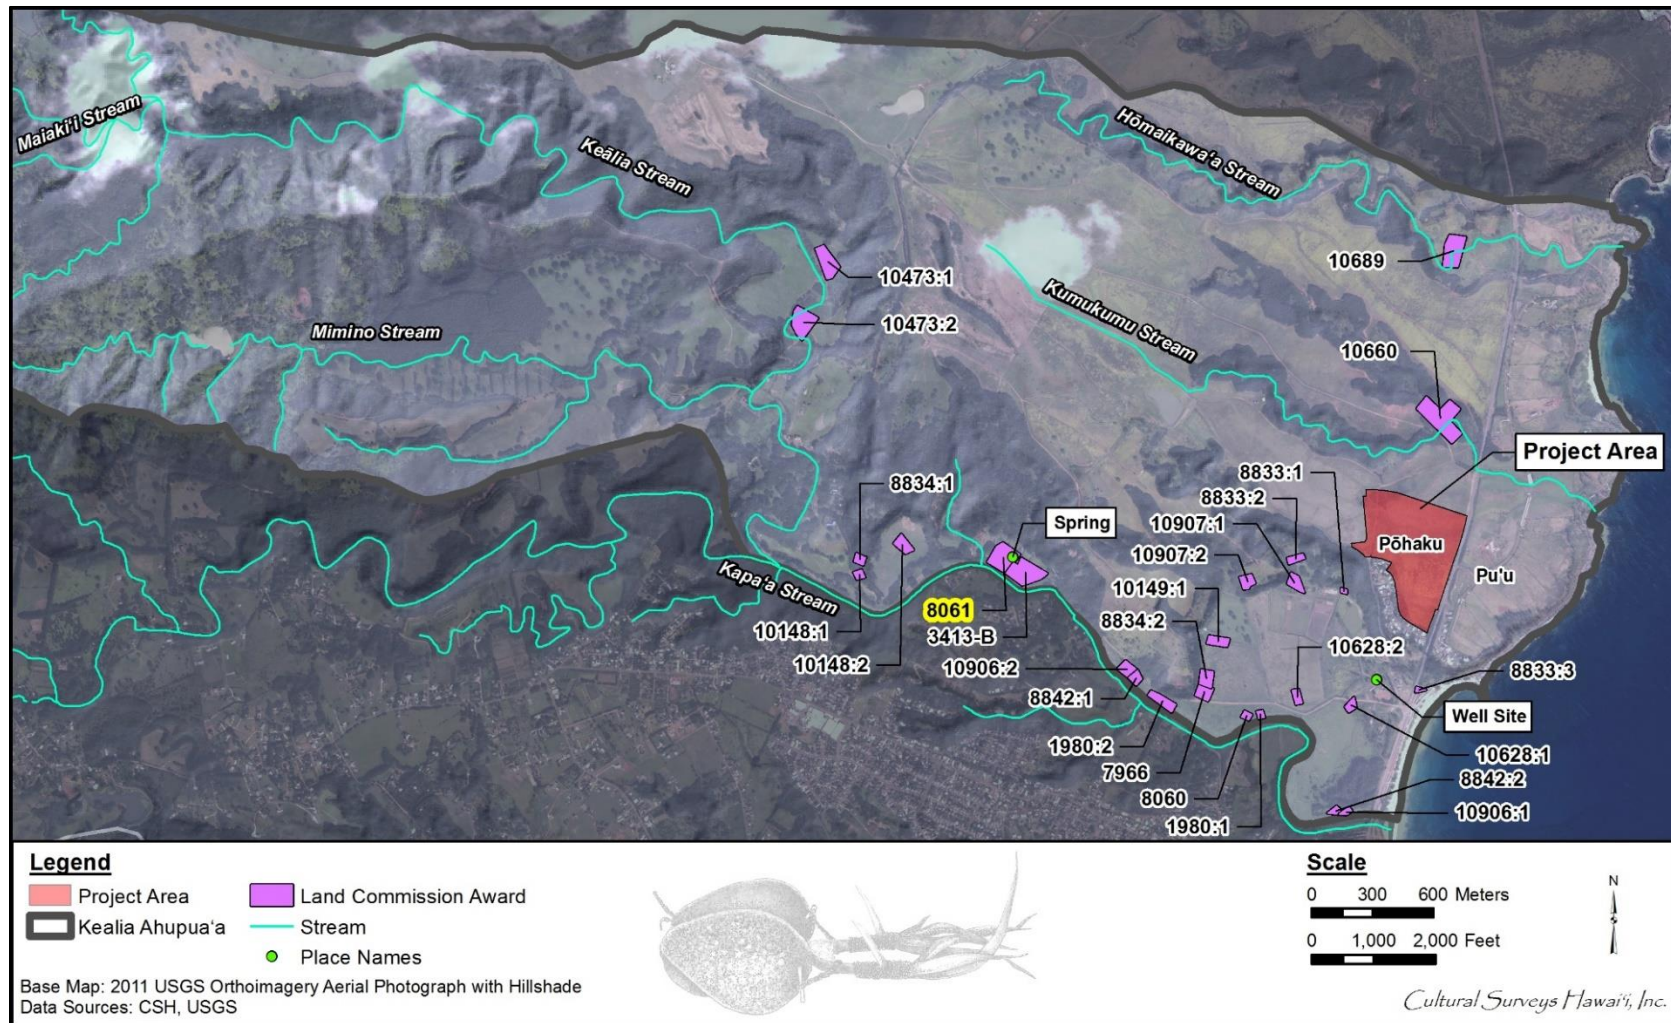 Maiaki'i Stream
Keālia Stream
Hōmaikawa'a Stream
Mimino Stream
Kumukumu Stream
Kapa'a Stream
10473:1
10473:2
10689
10660
Project Area
8833:1
8833:2
10907:1
10907:2
10149:1
8834:2
Pōhaku
Pu'u
8834:1
Spring
8061
3413-B
10148:1
10148:2
10906:2
8842:1
1980:2
7966
8060
1980:1
10628:2
8833:3
Well Site
10628:1
8842:2
10906:1
Legend
Project Area
Kealia Ahupua'a
Land Commission Award
Stream
Place Names
Base Map: 2011 USGS Orthoimagery Aerial Photograph with Hillshade
Data Sources: CSH, USGS
Scale
0 300 600 Meters
0 1,000 2,000 Feet
N
Cultural Surveys Hawai'i, Inc.